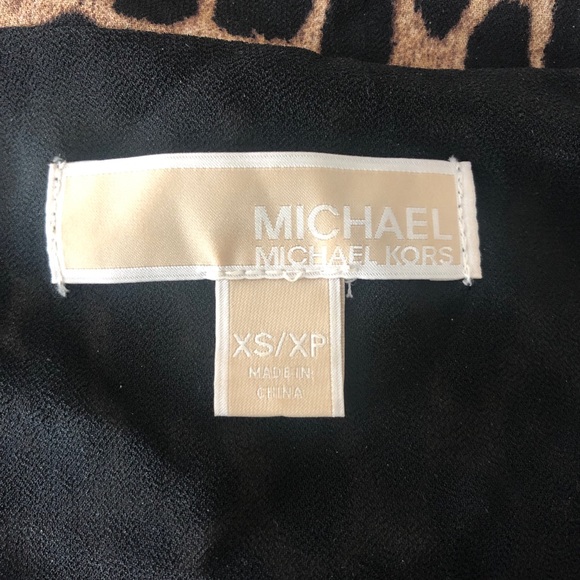 MICHAEL
MICHAEL KORS
XS/XP
MADE IN
CHINA